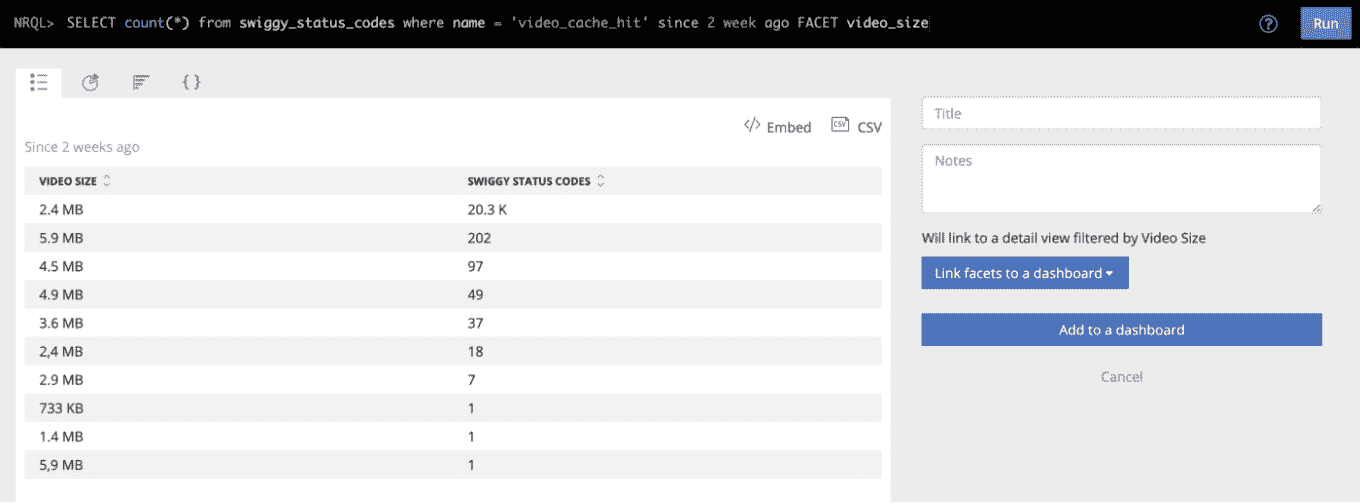 NRQL> SELECT count(*) from swiggy_status_codes where name = 'video_cache_hit' since 2 week ago FACET video_size
?
Run
{ }
</> Embed CSV CSV
Since 2 weeks ago
VIDEO SIZE SWIGGY STATUS CODES
2.4 MB 20.3 K
5.9 MB 202
4.5 MB 97
4.9 MB 49
3.6 MB 37
2,4 MB 18
2.9 MB 7
733 KB 1
1.4 MB 1
5,9 MB 1
Title
Notes
Will link to a detail view filtered by Video Size
Link facets to a dashboard
Add to a dashboard
Cancel